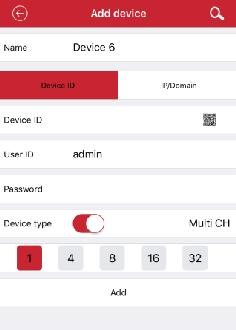 Add device
Name Device 6
Device ID IP/Domain
Device ID
User ID admin
Password
Device type Multi CH
1 4 8 16 32
Add